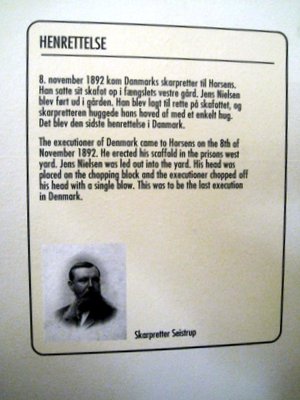 HENRETTELSE
8. november 1892 kom Danmarks skarpretter til Horsens.
Han satte sit skafot op i fængslets vestre gård. Jens Nielsen
blev ført ud i gården. Han blev lagt til rette på skafottet, og
skarpretteren huggede hans hoved af med et enkelt hug.
Det blev den sidste henrettelse i Danmark.
The executioner of Denmark came to Horsens on the 8th of
November 1892. He erected his scaffold in the prisons west
yard. Jens Nielsen was led out into the yard. His head was
placed on the chopping block and the executioner chopped off
his head with a single blow. This was to be the last execution
in Denmark.
Skarpretter Seistrup